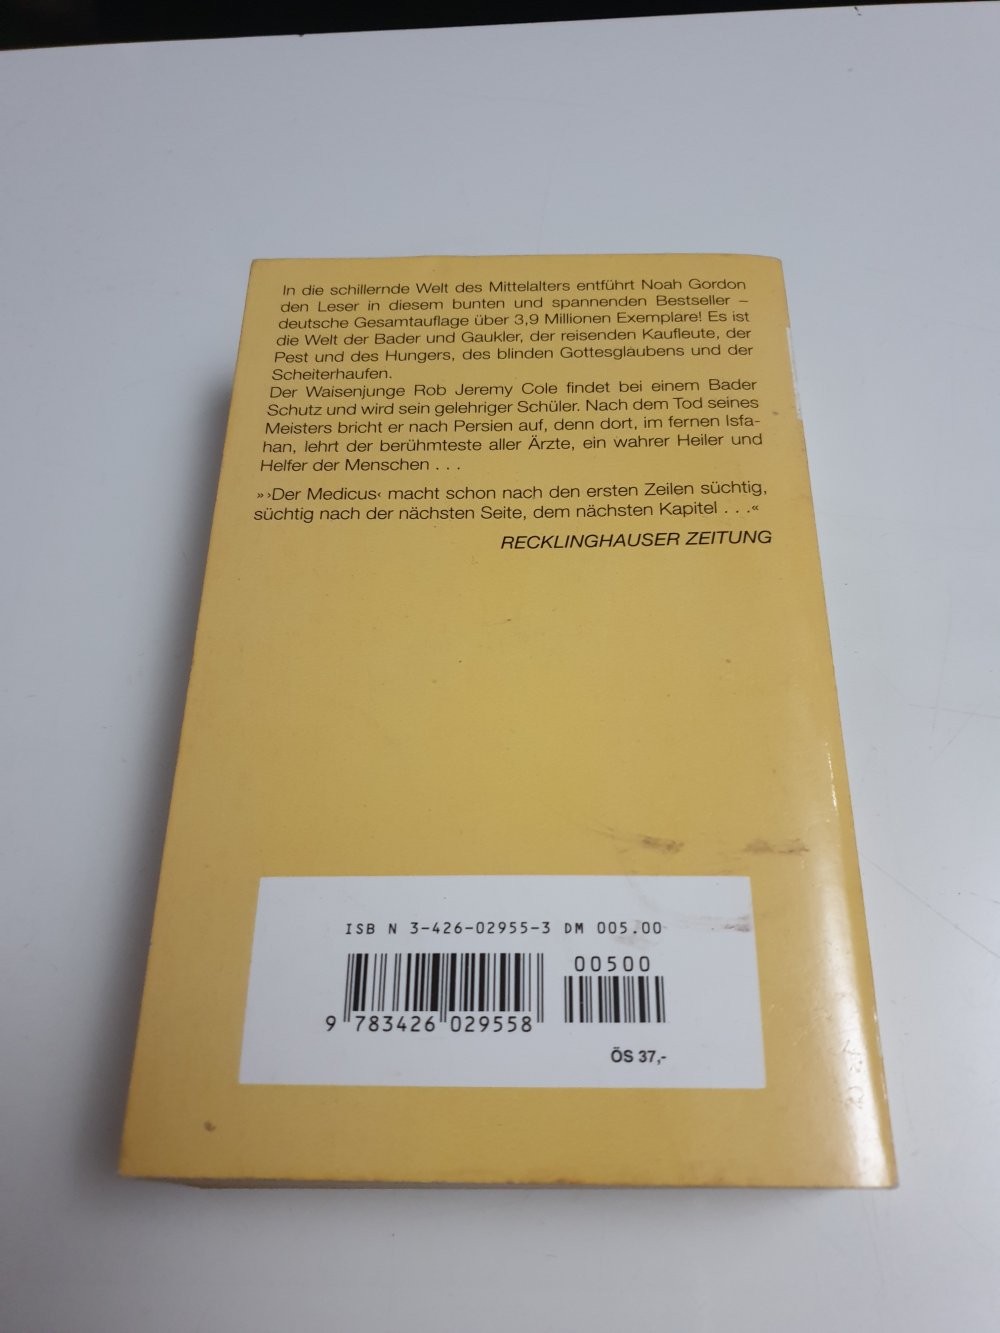 In die schillernde Welt des Mittelalters entführt Noah Gordon
den Leser in diesem bunten und spannenden Bestseller –
deutsche Gesamtauflage über 3,9 Millionen Exemplare! Es ist
die Welt der Bader und Gaukler, der reisenden Kaufleute, der
Pest und des Hungers, des blinden Gottesglaubens und der
Scheiterhaufen.
Der Waisenjunge Rob Jeremy Cole findet bei einem Bader
Schutz und wird sein gelehriger Schüler. Nach dem Tod seines
Meisters bricht er nach Persien auf, denn dort, im fernen Isfa-
han, lehrt der berühmteste aller Ärzte, ein wahrer Heiler und
Helfer der Menschen . . .
»›Der Medicus‹ macht schon nach den ersten Zeilen süchtig,
süchtig nach der nächsten Seite, dem nächsten Kapitel . . .«
RECKLINGHAUSER ZEITUNG
ISB N 3-426-02955-3 DM 005.00
00500
9 783426 029558
ÖS 37,-